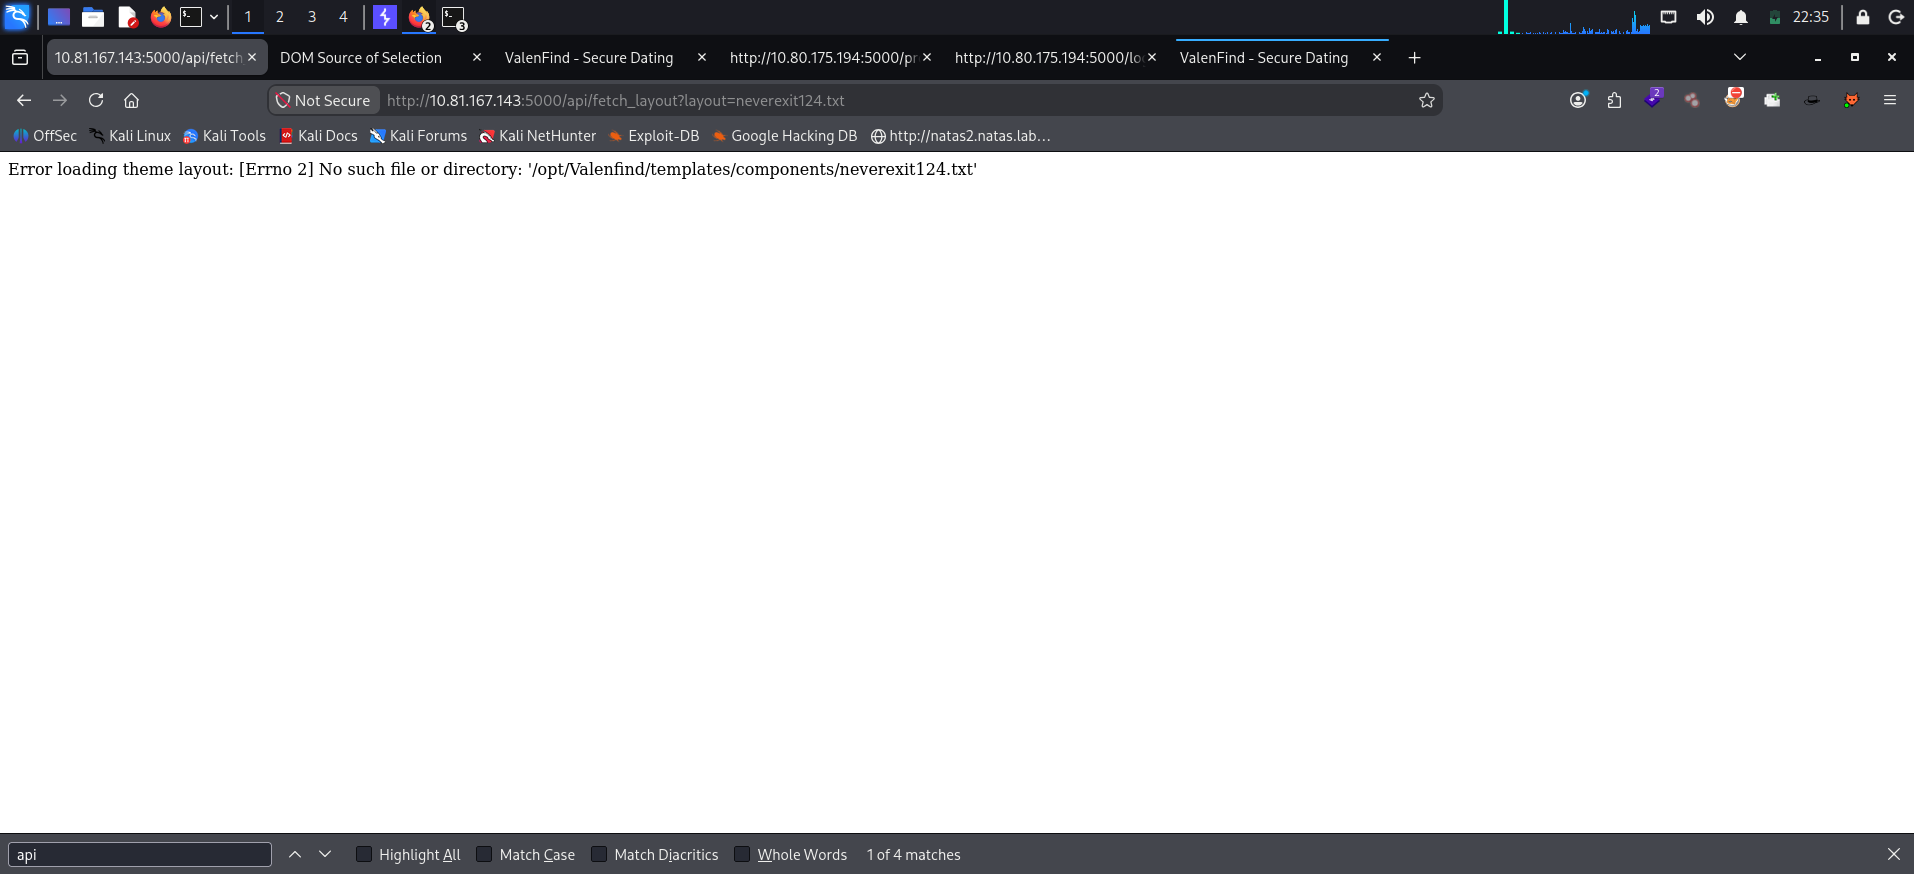 1 2 3 4 2 3 22:35
10.81.167.143:5000/api/fetch DOM Source of Selection ValenFind - Secure Dating http://10.80.175.194:5000/pr http://10.80.175.194:5000/lo ValenFind - Secure Dating
Not Secure http://10.81.167.143:5000/api/fetch_layout?layout=neverexit124.txt 2
OffSec Kali Linux Kali Tools Kali Docs Kali Forums Kali NetHunter Exploit-DB Google Hacking DB http://natas2.natas.lab…
Error loading theme layout: [Errno 2] No such file or directory: '/opt/Valenfind/templates/components/neverexit124.txt'
api Highlight All Match Case Match Diacritics Whole Words 1 of 4 matches